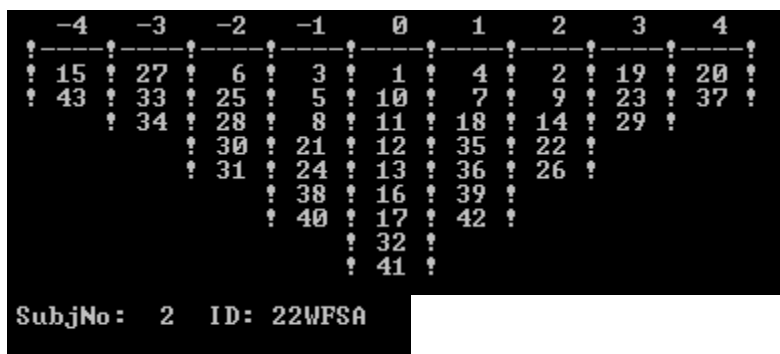 -4 -3 -2 -1 0 1 2 3 4
!----!----!----!----!----!----!----!----!----!
! 15 ! 27 ! 6 ! 3 ! 1 ! 4 ! 2 ! 19 ! 20 !
! 43 ! 33 ! 25 ! 5 ! 10 ! 7 ! 9 ! 23 ! 37 !
! 34 ! 28 ! 8 ! 11 ! 18 ! 14 ! 29 !
! 30 ! 21 ! 12 ! 35 ! 22 !
! 31 ! 24 ! 13 ! 36 ! 26 !
! 38 ! 16 ! 39 !
! 40 ! 17 ! 42 !
! 32 !
! 41 !
SubjNo: 2 ID: 22WFSA